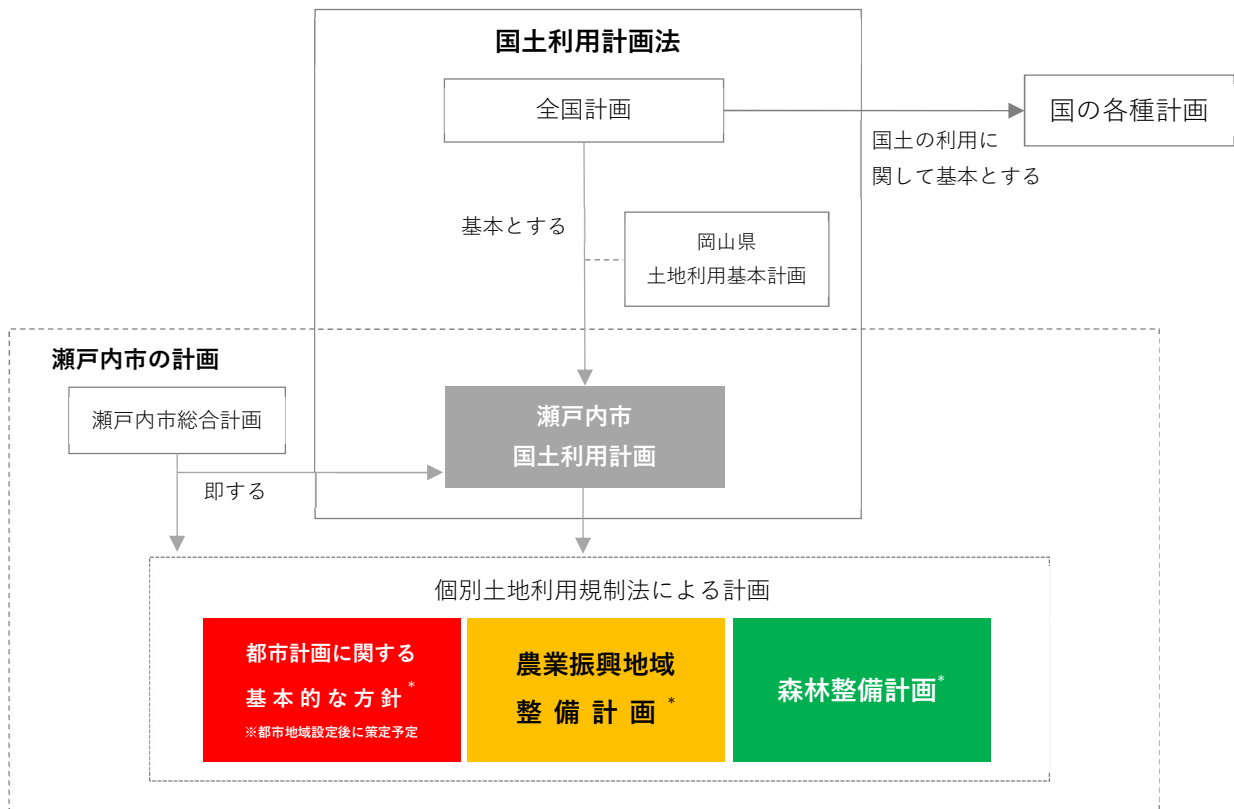 国土利用計画法
全国計画
国の各種計画
国土の利用に
関して基本とする
基本とする
岡山県
土地利用基本計画
瀬戸内市の計画
瀬戸内市総合計画
瀬戸内市
国土利用計画
即する
個別土地利用規制法による計画
都市計画に関する
基本的な方針*
※都市地域設定後に策定予定
農業振興地域
整備計画*
森林整備計画*